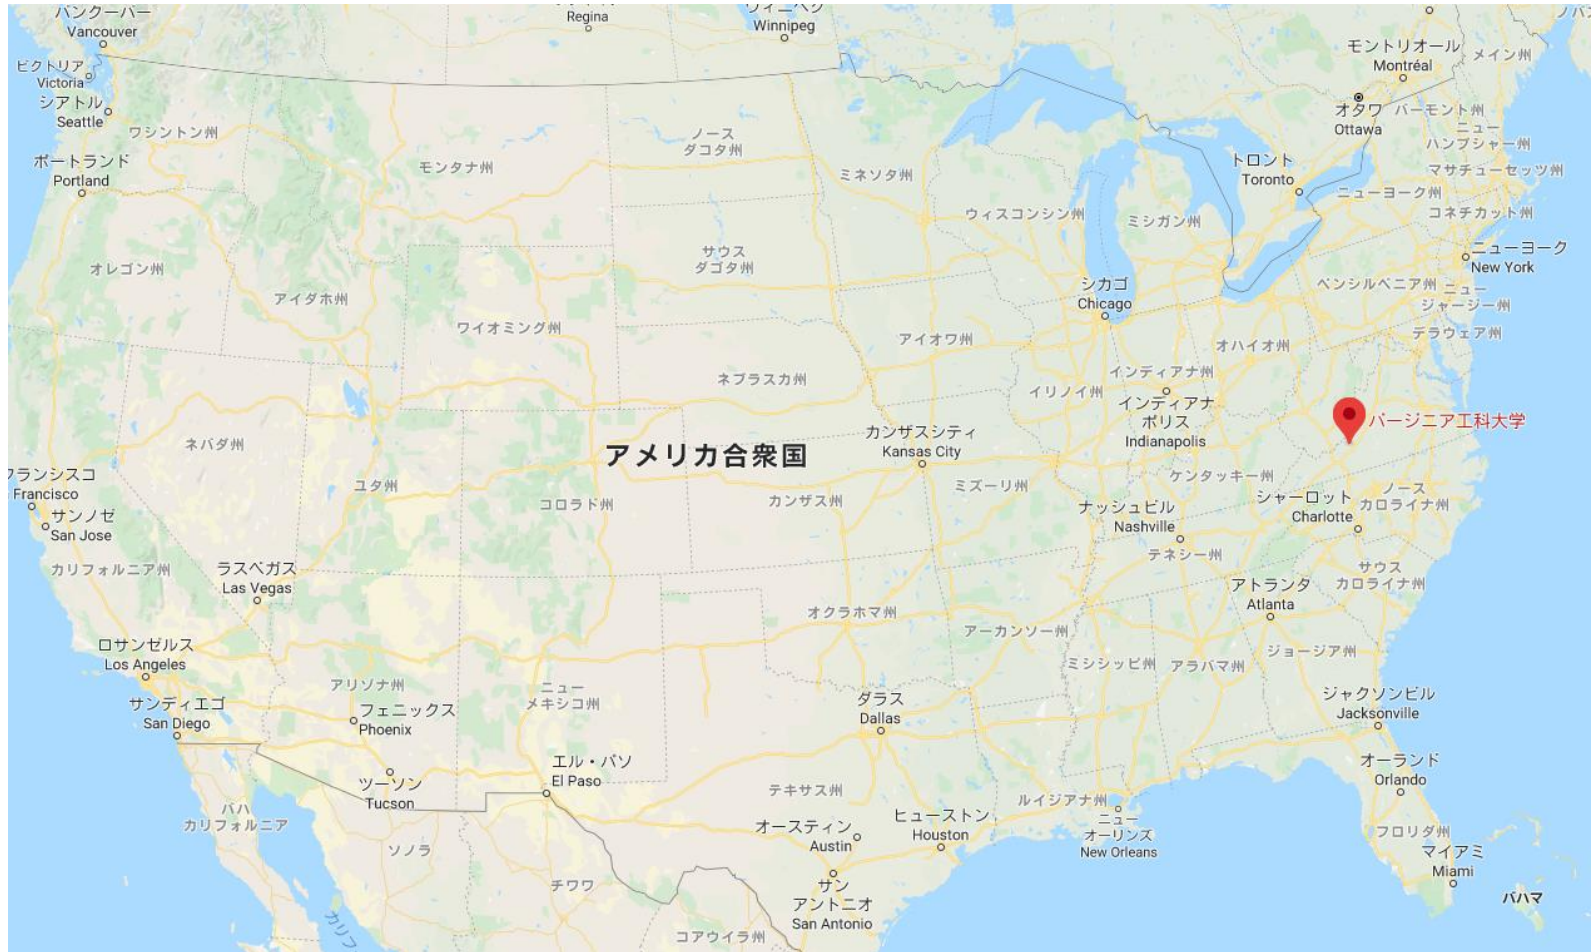 バンクーバー
Vancouver
Regina
ウィニペグ
Winnipeg
ビクトリア
Victoria
シアトル
Seattle
ワシントン州
ポートランド
Portland
モンタナ州
ノース
ダコタ州
ミネソタ州
モントリオール
Montréal
メイン州
オタワ
Ottawa
バーモント州
ニュー
ハンプシャー州
マサチューセッツ州
トロント
Toronto
ニューヨーク州
コネチカット州
ウィスコンシン州
ミシガン州
ニューヨーク
New York
オレゴン州
アイダホ州
サウス
ダコタ州
ワイオミング州
シカゴ
Chicago
ペンシルベニア州
ニュー
ジャージー州
アイオワ州
オハイオ州
デラウェア州
ネブラスカ州
イリノイ州
インディアナ州
インディアナ
ポリス
Indianapolis
バージニア工科大学
ネバダ州
アメリカ合衆国
カンザスシティ
Kansas City
フランシスコ
Francisco
サンノゼ
San Jose
ユタ州
コロラド州
カンザス州
ミズーリ州
ケンタッキー州
シャーロット
Charlotte
ノース
カロライナ州
ナッシュビル
Nashville
テネシー州
カリフォルニア州
ラスベガス
Las Vegas
サウス
カロライナ州
アトランタ
Atlanta
オクラホマ州
アーカンソー州
ロサンゼルス
Los Angeles
ミシシッピ州
アラバマ州
ジョージア州
アリゾナ州
ニュー
メキシコ州
サンディエゴ
San Diego
フェニックス
Phoenix
ダラス
Dallas
ジャクソンビル
Jacksonville
ツーソン
Tucson
エル・パソ
El Paso
テキサス州
ルイジアナ州
オーランド
Orlando
バハ
カリフォルニア
ソノラ
オースティン
Austin
ヒューストン
Houston
ニュー
オーリンズ
New Orleans
フロリダ州
マイアミ
Miami
チワワ
サン
アントニオ
San Antonio
バハマ
カリフ
コアウイラ州